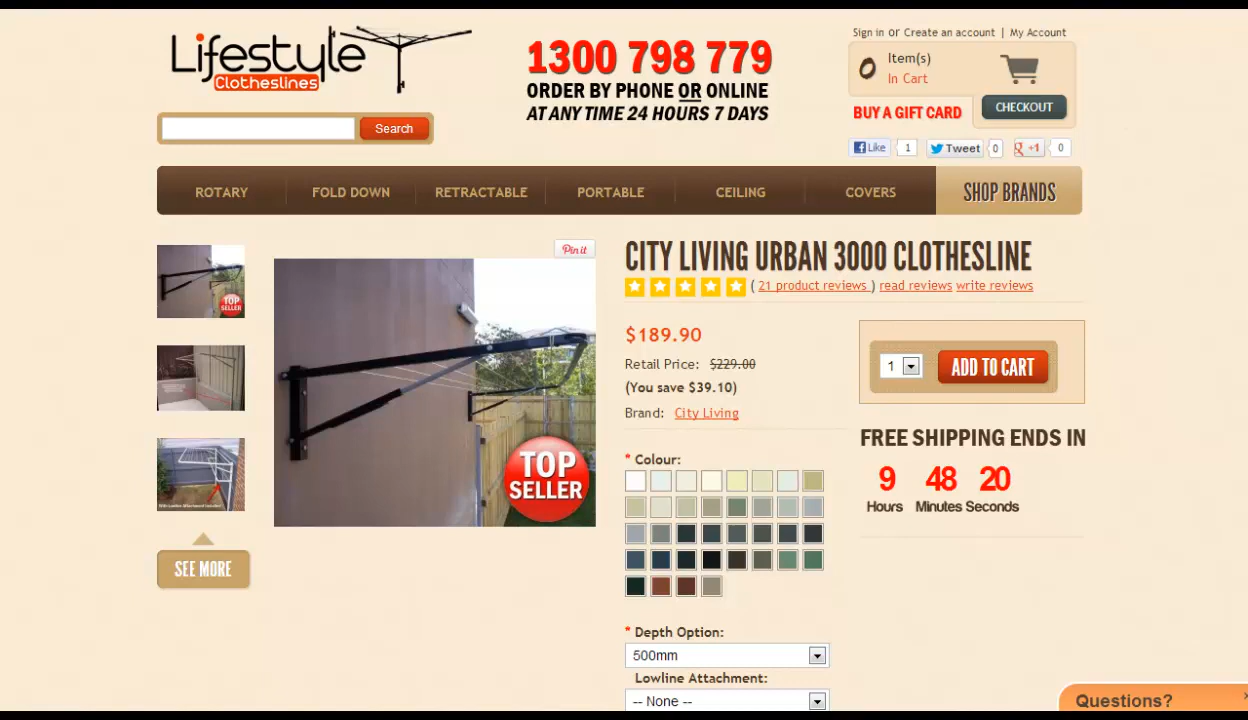 Lifestyle
Clotheslines
1300 798 779
ORDER BY PHONE OR ONLINE
AT ANY TIME 24 HOURS 7 DAYS
Sign in or Create an account | My Account
0 Item(s)
In Cart
BUY A GIFT CARD
CHECKOUT
Like 1 Tweet 0 +1 0
Search
ROTARY FOLD DOWN RETRACTABLE PORTABLE CEILING COVERS SHOP BRANDS
Pin it
TOP
SELLER
TOP
SELLER
SEE MORE
CITY LIVING URBAN 3000 CLOTHESLINE
( 21 product reviews ) read reviews write reviews
$189.90
Retail Price: $229.00
(You save $39.10)
Brand: City Living
1 ADD TO CART
FREE SHIPPING ENDS IN
9 48 20
Hours Minutes Seconds
* Colour:
* Depth Option:
500mm
Lowline Attachment:
-- None --
Questions?